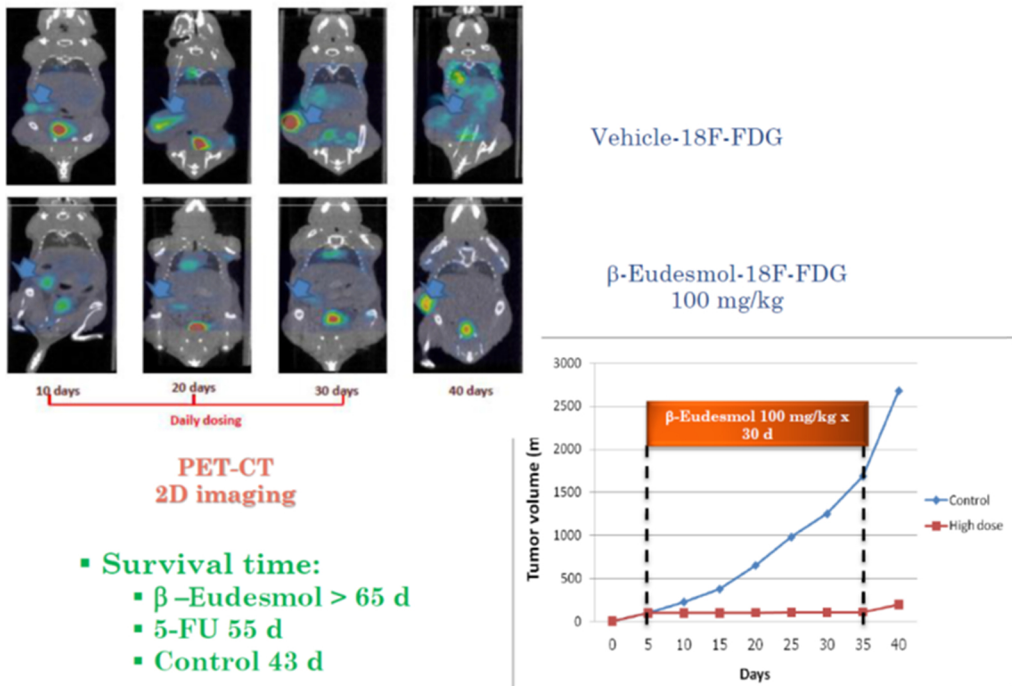 Vehicle-18F-FDG
β-Eudesmol-18F-FDG
100 mg/kg
10 days
20 days
30 days
40 days
Daily dosing
PET-CT
2D imaging
▪ Survival time:
▪ β –Eudesmol > 65 d
▪ 5-FU 55 d
▪ Control 43 d
3000
2500
2000
1500
1000
500
0
Tumor volume (m
β-Eudesmol 100 mg/kg x
30 d
Control
High dose
0 5 10 15 20 25 30 35 40
Days